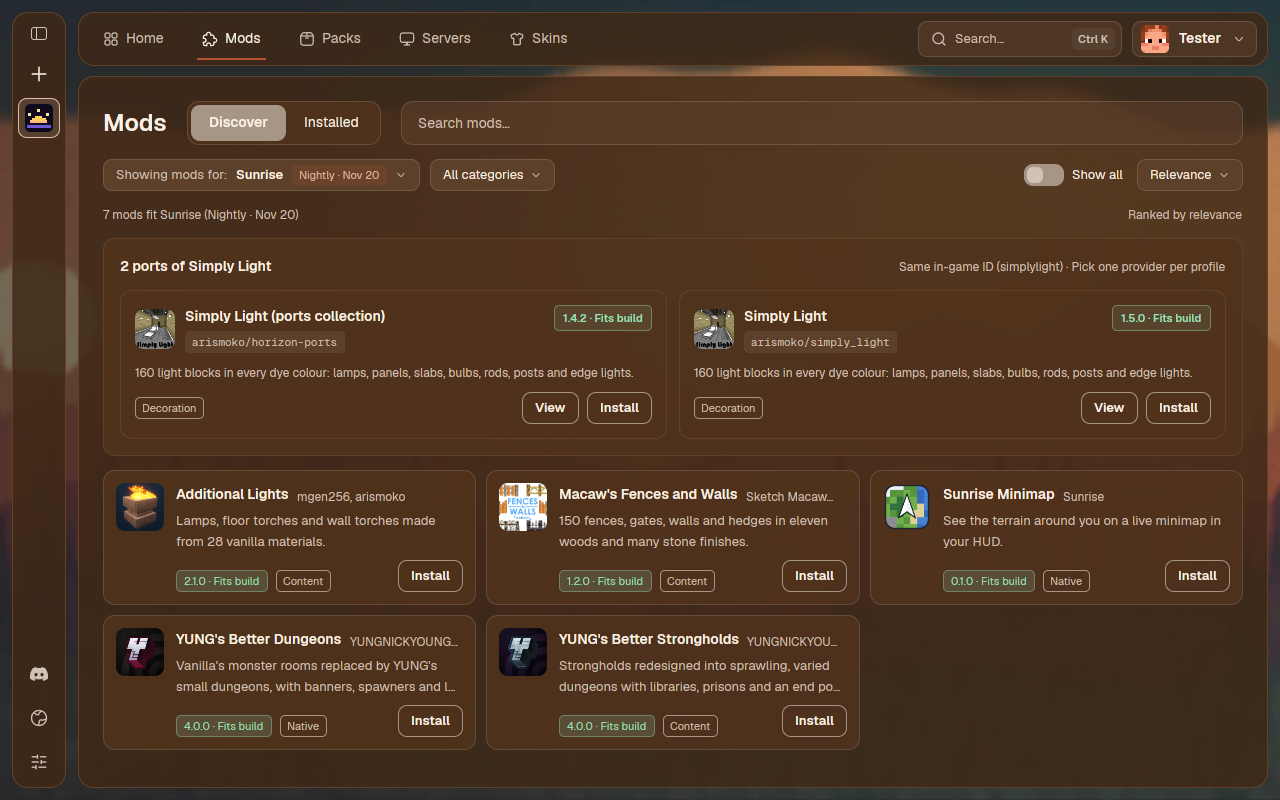 Home
Mods
Packs
Servers
Skins
Search...
Ctrl K
Tester
Mods
Discover
Installed
Search mods...
Showing mods for: Sunrise Nightly · Nov 20
All categories
Show all
Relevance
7 mods fit Sunrise (Nightly · Nov 20)
Ranked by relevance
2 ports of Simply Light
Same in-game ID (simplylight) · Pick one provider per profile
Simply Light
Simply Light (ports collection)
1.4.2 · Fits build
arismoko/horizon-ports
160 light blocks in every dye colour: lamps, panels, slabs, bulbs, rods, posts and edge lights.
Decoration
View
Install
Simply Light
Simply Light
1.5.0 · Fits build
arismoko/simply_light
160 light blocks in every dye colour: lamps, panels, slabs, bulbs, rods, posts and edge lights.
Decoration
View
Install
Additional Lights mgen256, arismoko
Lamps, floor torches and wall torches made
from 28 vanilla materials.
2.1.0 · Fits build
Content
Install
FENCES
WALLS
Macaw's Fences and Walls Sketch Macaw...
150 fences, gates, walls and hedges in eleven
woods and many stone finishes.
1.2.0 · Fits build
Content
Install
Sunrise Minimap Sunrise
See the terrain around you on a live minimap in
your HUD.
0.1.0 · Fits build
Native
Install
YUNG's Better Dungeons YUNGNICKYOUNG...
Vanilla's monster rooms replaced by YUNG's
small dungeons, with banners, spawners and l...
4.0.0 · Fits build
Native
Install
YUNG's Better Strongholds YUNGNICKYOU...
Strongholds redesigned into sprawling, varied
dungeons with libraries, prisons and an end po...
4.0.0 · Fits build
Content
Install